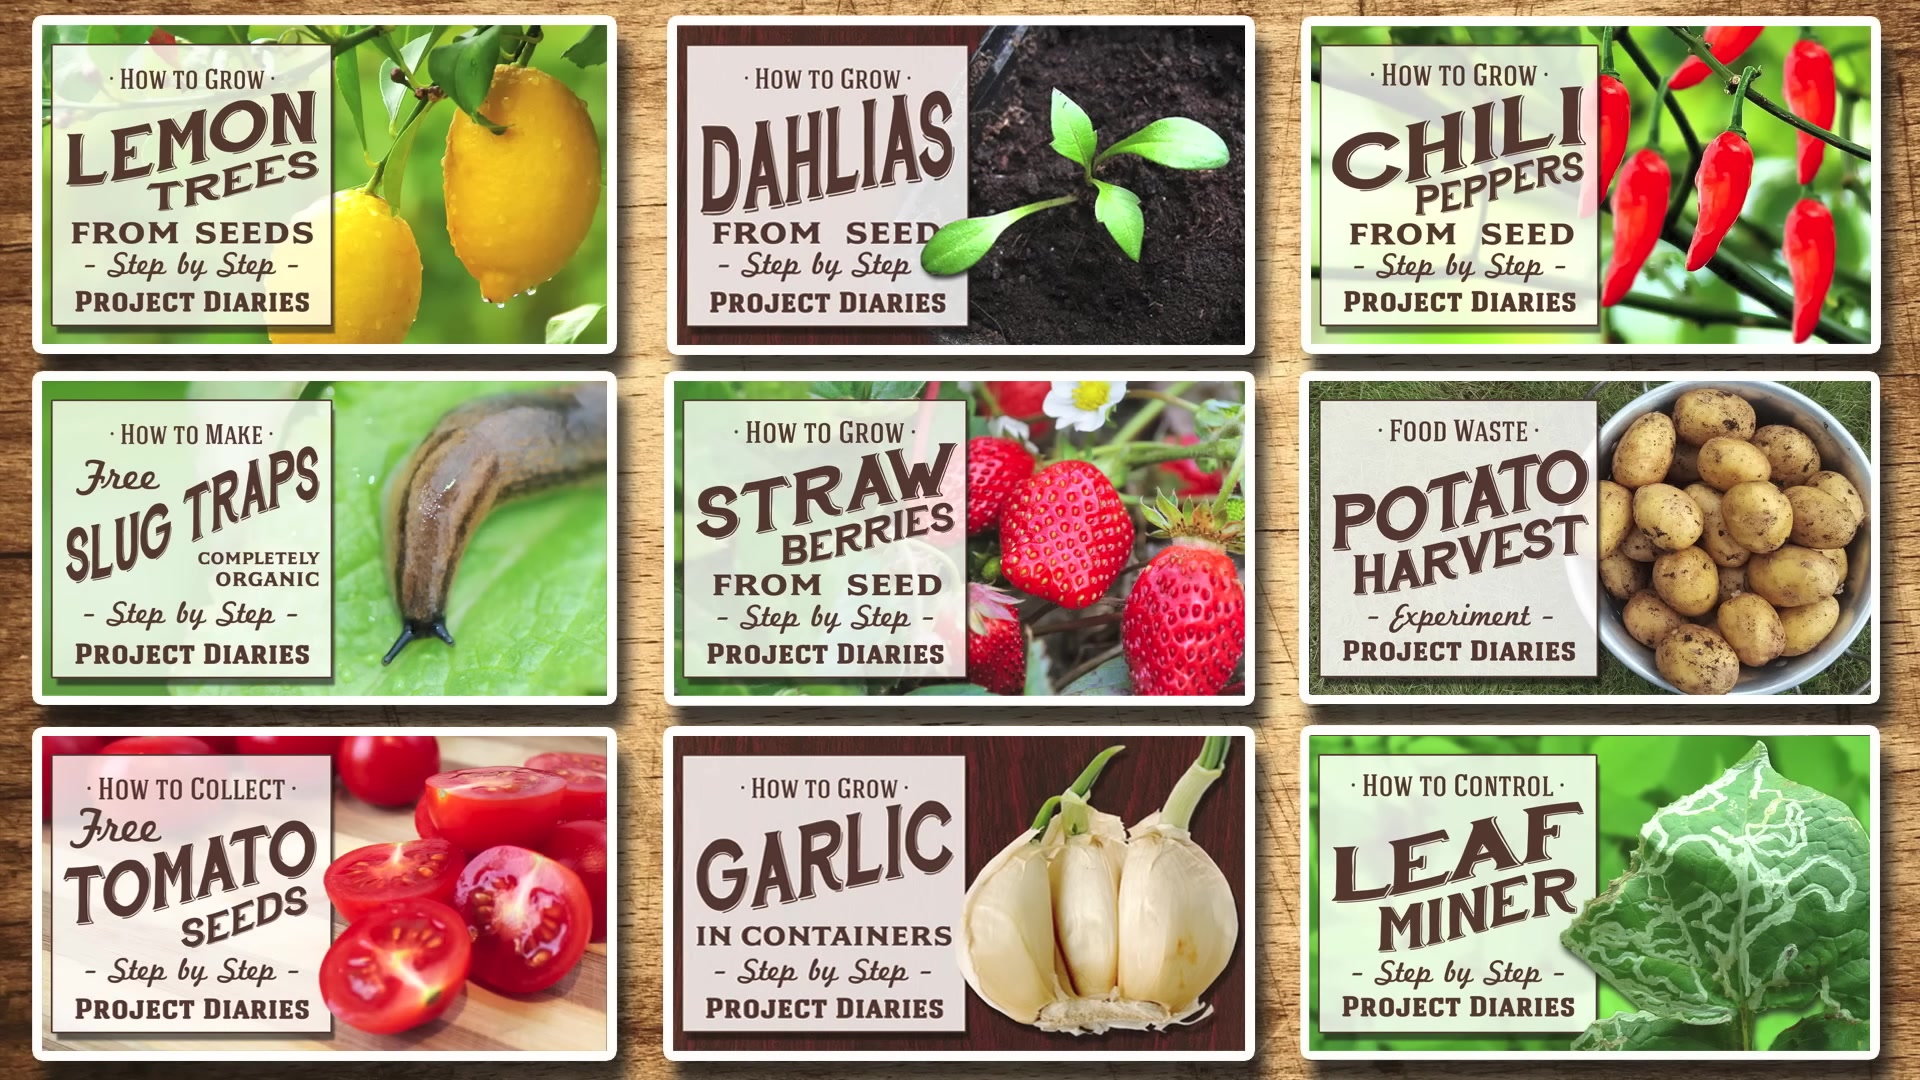 · How to Grow ·
LEMON
TREES
FROM SEEDS
- Step by Step -
Project Diaries
· How to Grow ·
DAHLIAS
FROM SEED
- Step by Step
Project Diaries
· How to Grow ·
CHILI
PEPPERS
FROM SEED
- Step by Step -
Project Diaries
· How to Make ·
Free
SLUG TRAPS
COMPLETELY
ORGANIC
- Step by Step -
Project Diaries
· How to Grow ·
STRAW
BERRIES
FROM SEED
- Step by Step -
Project Diaries
· Food Waste ·
POTATO
HARVEST
- Experiment -
Project Diaries
· How to Collect ·
Free
TOMATO
SEEDS
- Step by Step -
Project Diaries
· How to Grow ·
GARLIC
IN CONTAINERS
- Step by Step -
Project Diaries
· How to Control ·
LEAF
MINER
- Step by Step -
Project Diaries